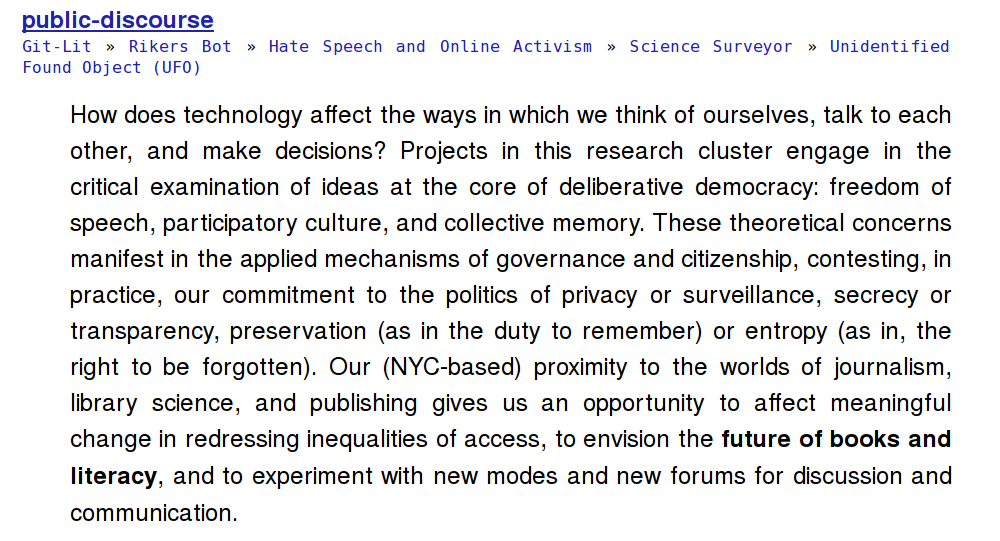 public-discourse
Git-Lit » Rikers Bot » Hate Speech and Online Activism » Science Surveyor » Unidentified
Found Object (UFO)
How does technology affect the ways in which we think of ourselves, talk to each
other, and make decisions? Projects in this research cluster engage in the
critical examination of ideas at the core of deliberative democracy: freedom of
speech, participatory culture, and collective memory. These theoretical concerns
manifest in the applied mechanisms of governance and citizenship, contesting, in
practice, our commitment to the politics of privacy or surveillance, secrecy or
transparency, preservation (as in the duty to remember) or entropy (as in, the
right to be forgotten). Our (NYC-based) proximity to the worlds of journalism,
library science, and publishing gives us an opportunity to affect meaningful
change in redressing inequalities of access, to envision the future of books and
literacy, and to experiment with new modes and new forums for discussion and
communication.